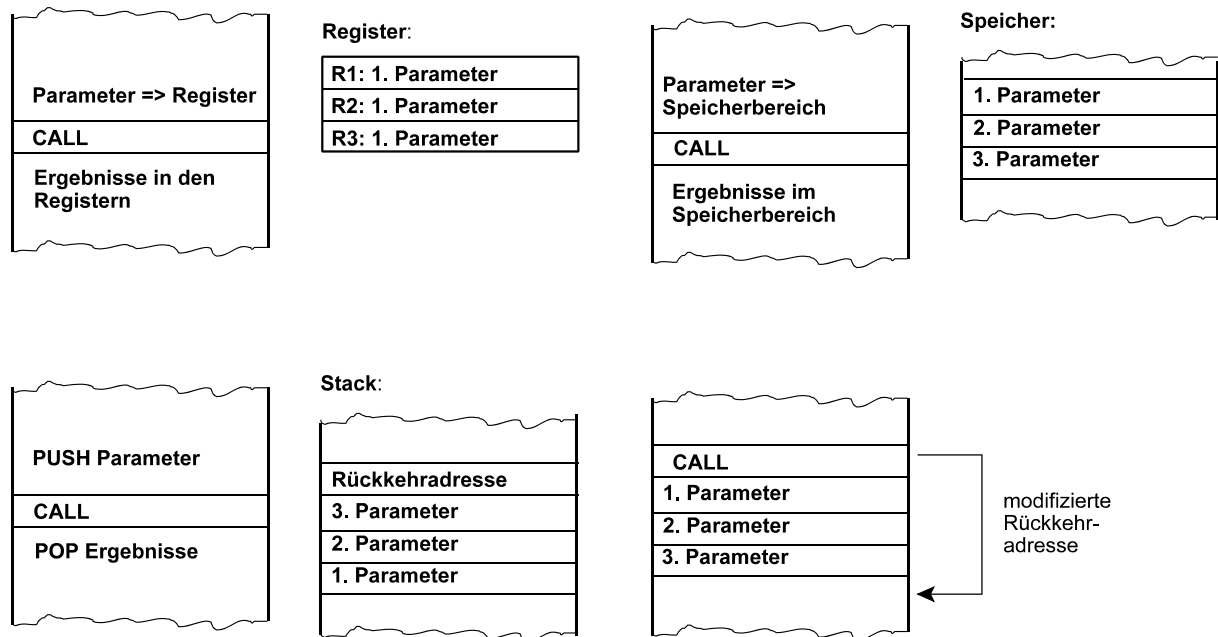 Parameter => Register
CALL
Ergebnisse in den
Registern
Register:
R1: 1. Parameter
R2: 1. Parameter
R3: 1. Parameter
Parameter =>
Speicherbereich
CALL
Ergebnisse im
Speicherbereich
Speicher:
1. Parameter
2. Parameter
3. Parameter
PUSH Parameter
CALL
POP Ergebnisse
Stack:
Rückkehradresse
3. Parameter
2. Parameter
1. Parameter
CALL
1. Parameter
2. Parameter
3. Parameter
modifizierte
Rückkehr-
adresse